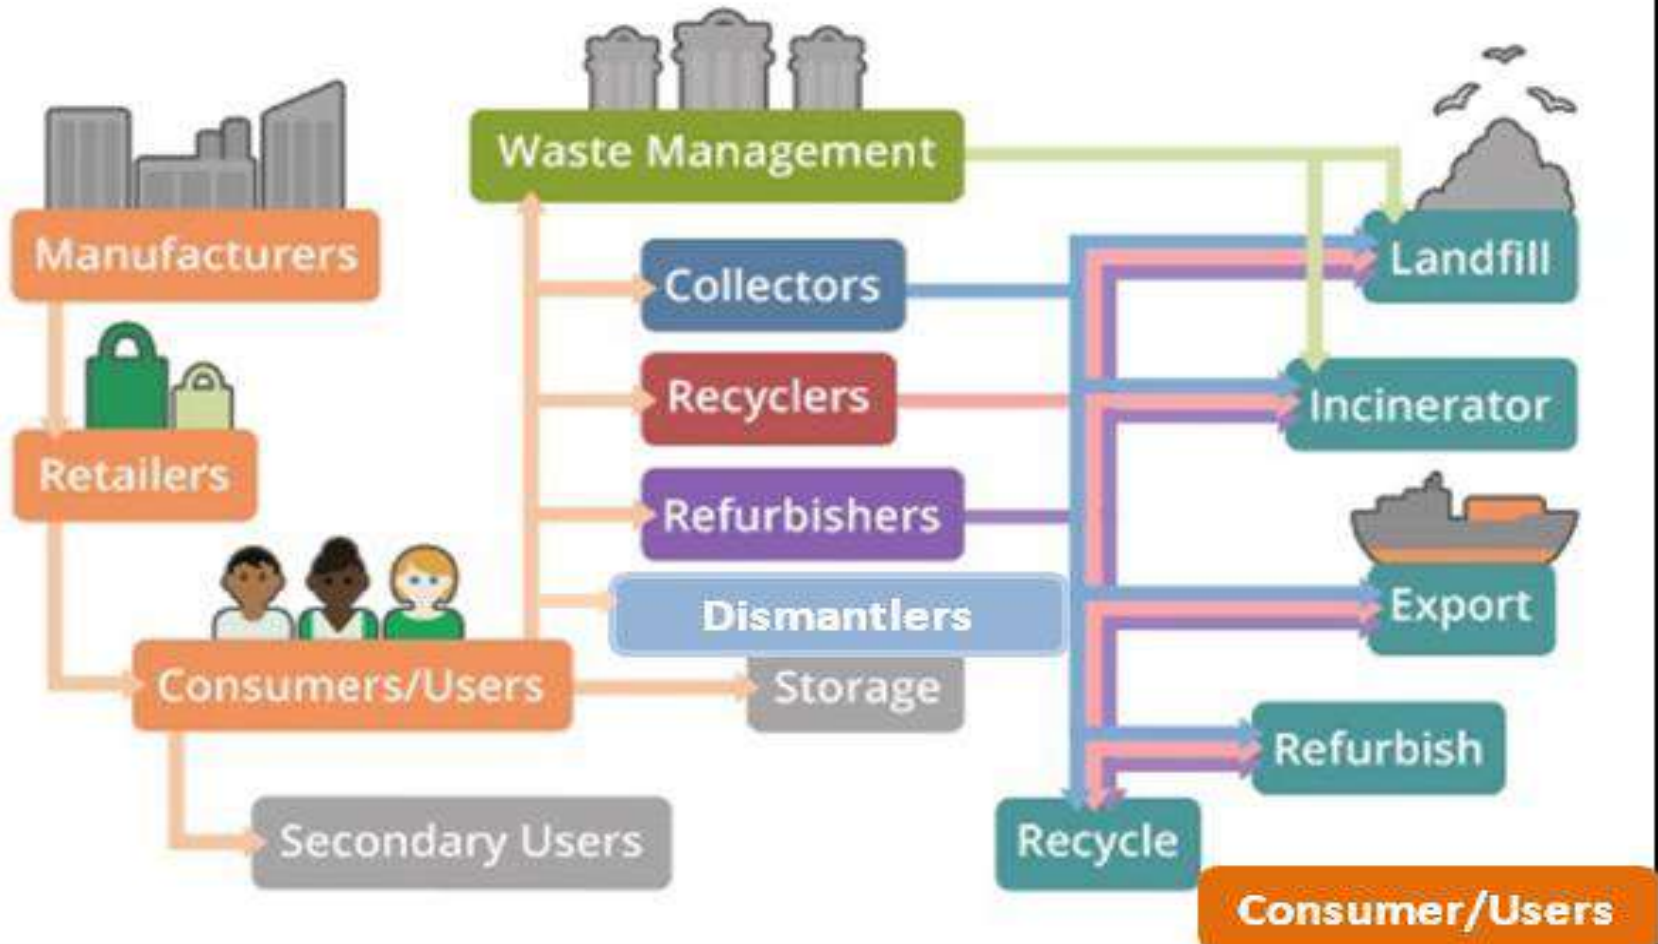 Waste Management
Manufacturers
Collectors
Landfill
Recyclers
Incinerator
Retailers
Refurbishers
Dismantlers
Export
Consumers/Users
Storage
Refurbish
Secondary Users
Recycle
Consumer/Users